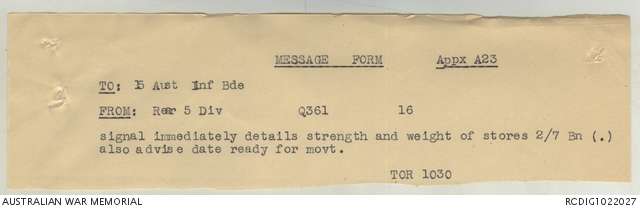 MESSAGE FORM Appx A23
TO: 15 Aust Inf Bde
FROM: Rear 5 Div Q361 16
signal immediately details strength and weight of stores 2/7 Bn (.)
also advise date ready for movt.
TOR 1030
AUSTRALIAN WAR MEMORIAL RCDIG1022027